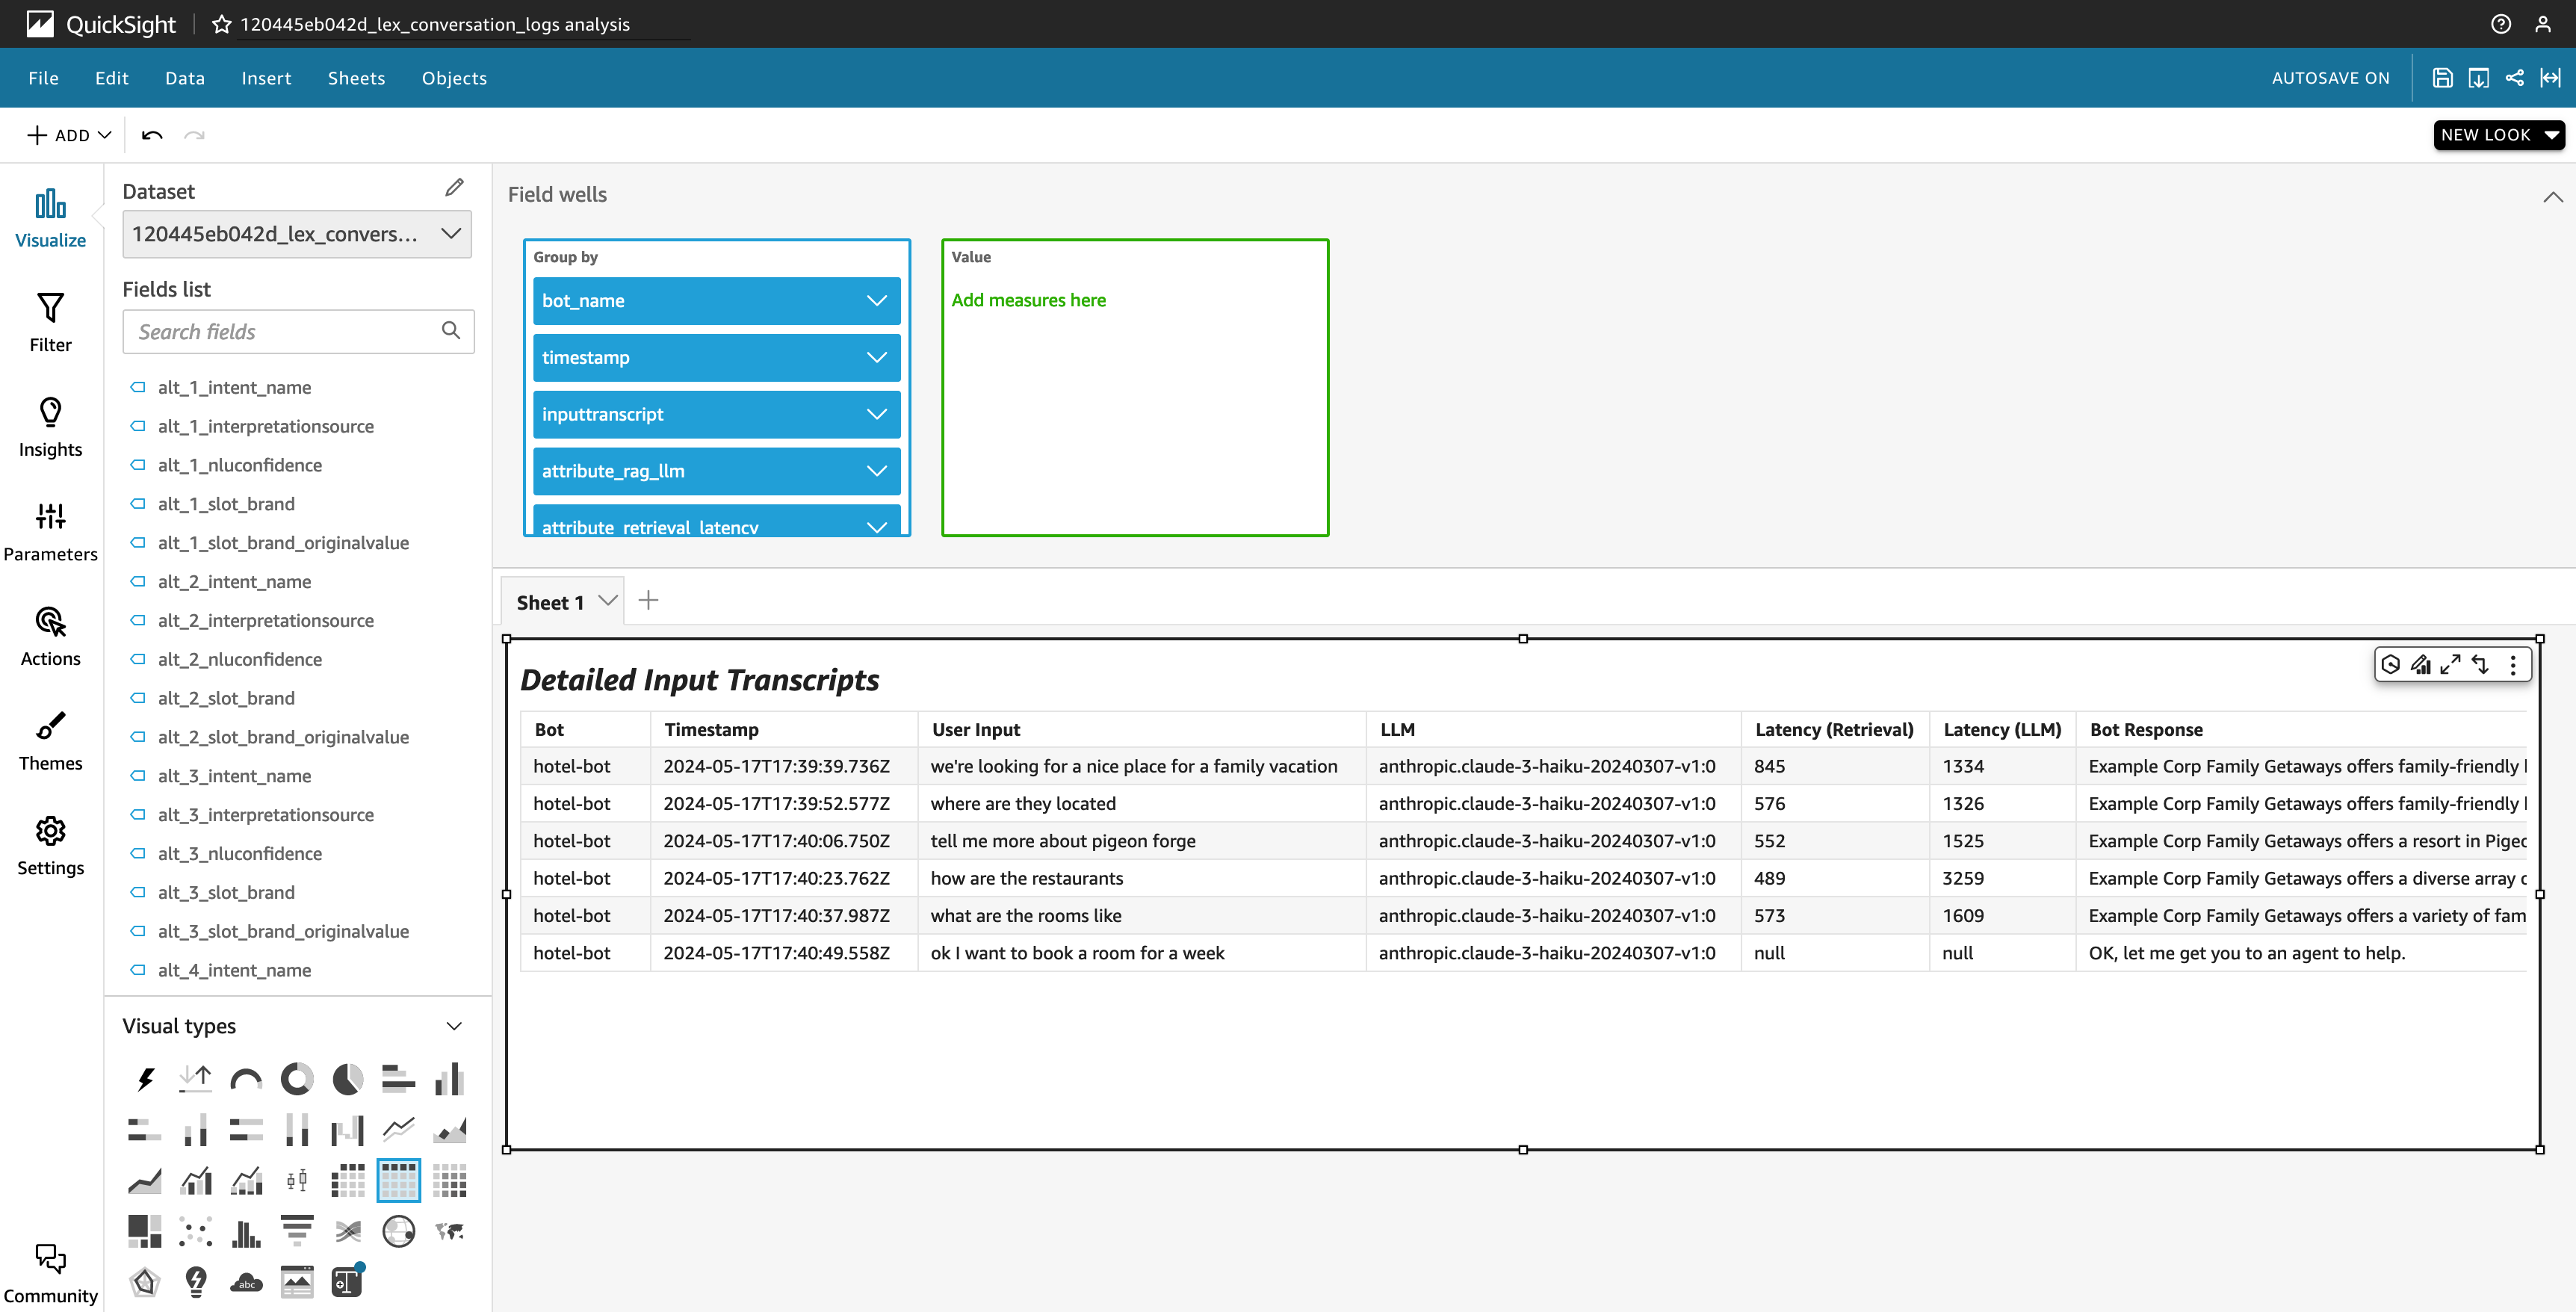 QuickSight
120445eb042d_lex_conversation_logs analysis
File Edit Data Insert Sheets Objects
AUTOSAVE ON
ADD
NEW LOOK
Visualize
Filter
Insights
Parameters
Actions
Themes
Settings
Community
Dataset
120445eb042d_lex_convers...
Fields list
Search fields
alt_1_intent_name
alt_1_interpretationsource
alt_1_nluconfidence
alt_1_slot_brand
alt_1_slot_brand_originalvalue
alt_2_intent_name
alt_2_interpretationsource
alt_2_nluconfidence
alt_2_slot_brand
alt_2_slot_brand_originalvalue
alt_3_intent_name
alt_3_interpretationsource
alt_3_nluconfidence
alt_3_slot_brand
alt_3_slot_brand_originalvalue
alt_4_intent_name
Visual types
abc
Field wells
Group by
bot_name
timestamp
inputtranscript
attribute_rag_llm
attribute_retrieval_latency
Value
Add measures here
Sheet 1
Detailed Input Transcripts
Bot Timestamp User Input LLM Latency (Retrieval) Latency (LLM) Bot Response
hotel-bot 2024-05-17T17:39:39.736Z we're looking for a nice place for a family vacation anthropic.claude-3-haiku-20240307-v1:0 845 1334 Example Corp Family Getaways offers family-friendly
hotel-bot 2024-05-17T17:39:52.577Z where are they located anthropic.claude-3-haiku-20240307-v1:0 576 1326 Example Corp Family Getaways offers family-friendly
hotel-bot 2024-05-17T17:40:06.750Z tell me more about pigeon forge anthropic.claude-3-haiku-20240307-v1:0 552 1525 Example Corp Family Getaways offers a resort in Pigeo
hotel-bot 2024-05-17T17:40:23.762Z how are the restaurants anthropic.claude-3-haiku-20240307-v1:0 489 3259 Example Corp Family Getaways offers a diverse array
hotel-bot 2024-05-17T17:40:37.987Z what are the rooms like anthropic.claude-3-haiku-20240307-v1:0 573 1609 Example Corp Family Getaways offers a variety of fam
hotel-bot 2024-05-17T17:40:49.558Z ok I want to book a room for a week anthropic.claude-3-haiku-20240307-v1:0 null null OK, let me get you to an agent to help.